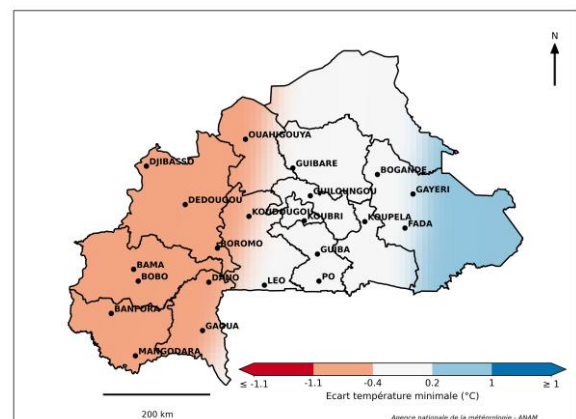 N
OUAHIGOUYA
DJIBASSO
GUIBARE
BOGANDE
DEDOUGOU
GUILOUNGOU
GAYERI
KOUDOUGOU
KOUBRI
KOUPELA
FADA
BOROMO
GUIBA
BAMA
BOBO
DANO
LEO
PO
BANFORA
GAOUA
MANGODARA
≤ -1.1 -1.1 -0.4 0.2 1 ≥ 1
Ecart température minimale (°C)
200 km
Agence nationale de la météorologie - ANAM